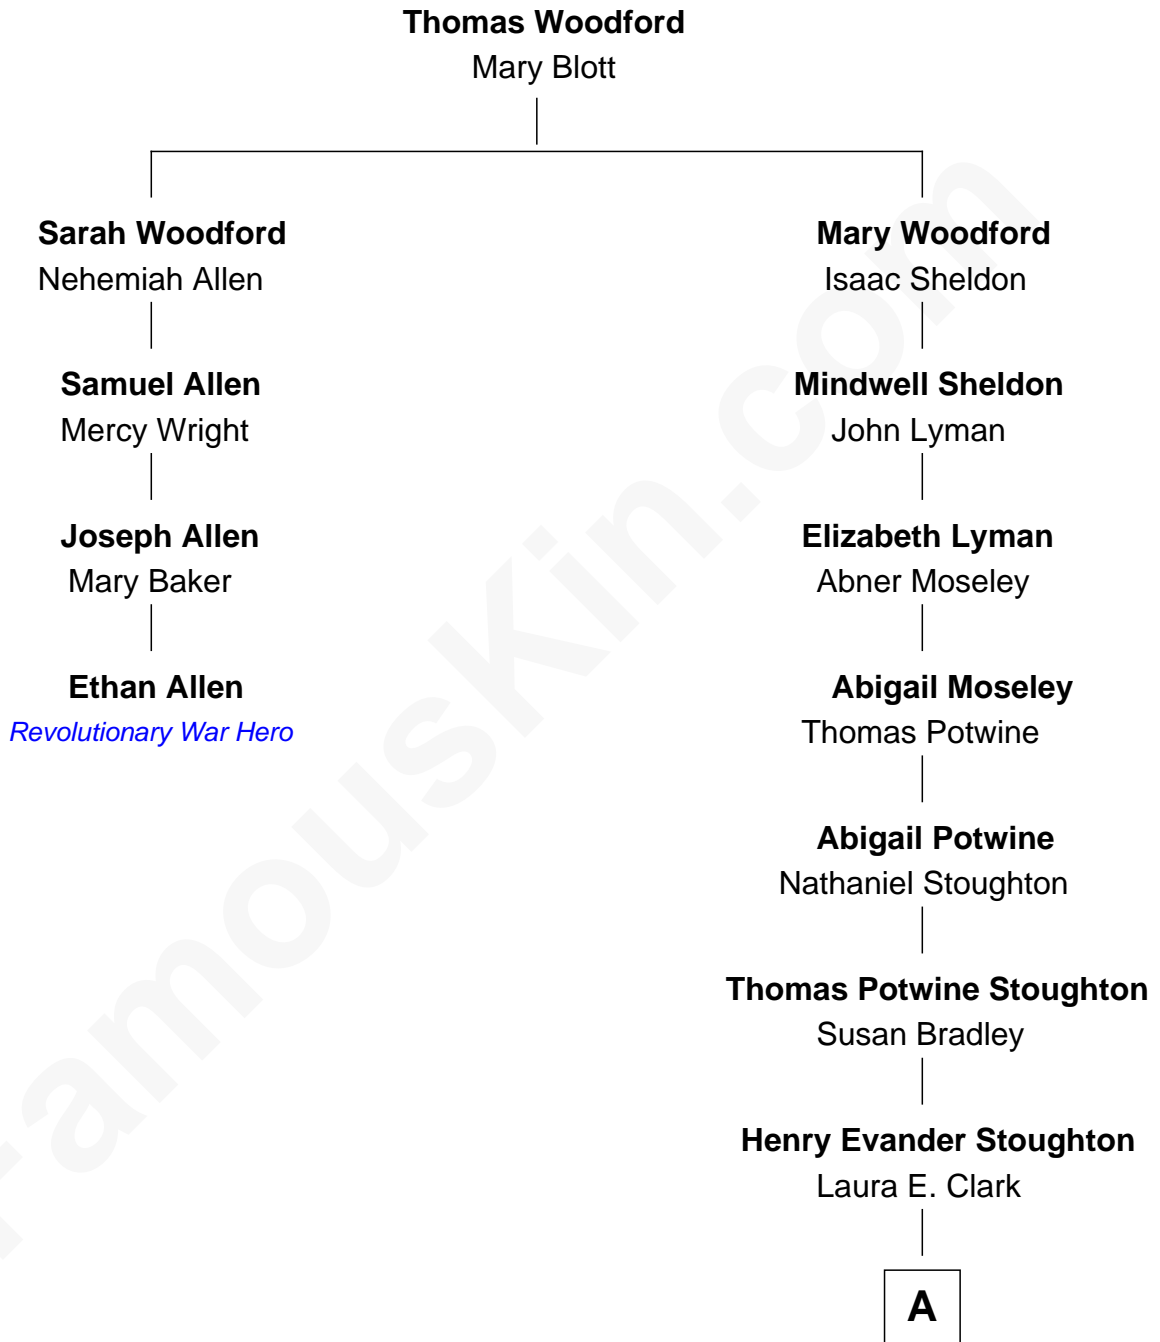 Thomas Woodford
Mary Blott
Sarah Woodford
Nehemiah Allen
Mary Woodford
Isaac Sheldon
Samuel Allen
Mercy Wright
Mindwell Sheldon
John Lyman
Joseph Allen
Mary Baker
Elizabeth Lyman
Abner Moseley
Ethan Allen
Revolutionary War Hero
Abigail Moseley
Thomas Potwine
Abigail Potwine
Nathaniel Stoughton
Thomas Potwine Stoughton
Susan Bradley
Henry Evander Stoughton
Laura E. Clark
A
FamousKin.com